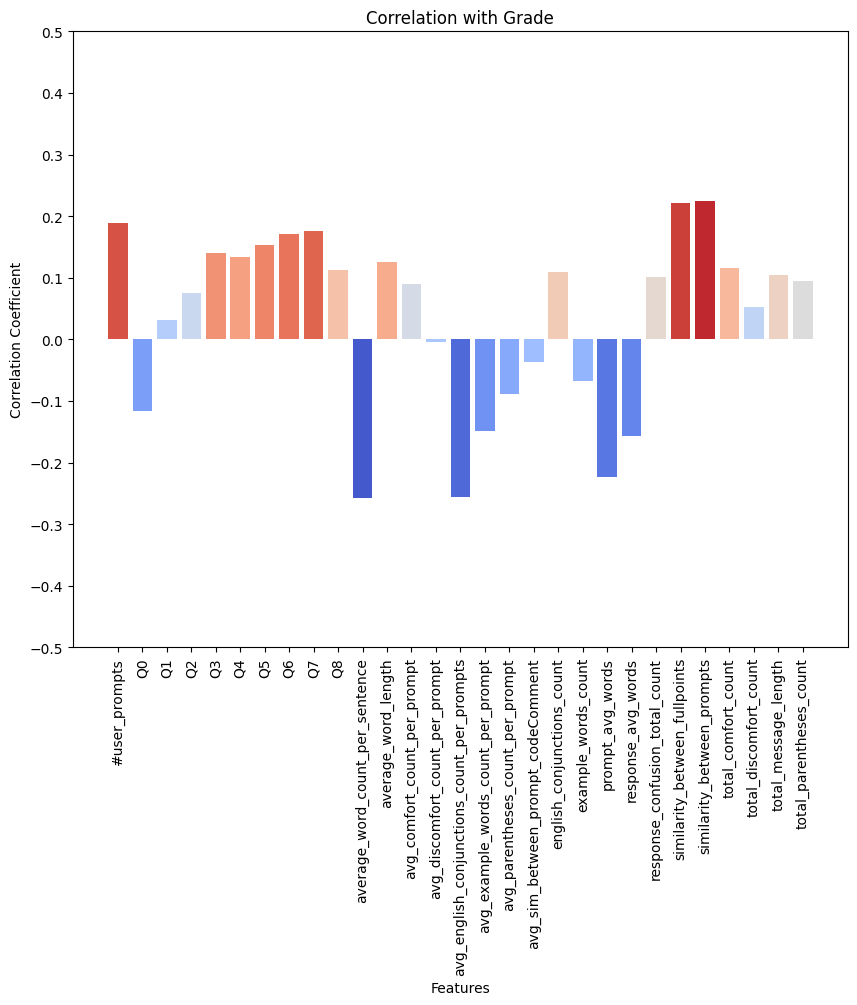 Correlation with Grade
0.5
0.4
0.3
0.2
0.1
0.0
−0.1
−0.2
−0.3
−0.4
−0.5
Correlation Coefficient
#user_prompts
Q0
Q1
Q2
Q3
Q4
Q5
Q6
Q7
Q8
average_word_count_per_sentence
average_word_length
avg_comfort_count_per_prompt
avg_discomfort_count_per_prompt
avg_english_conjunctions_count_per_prompts
avg_example_words_count_per_prompt
avg_parentheses_count_per_prompt
avg_sim_between_prompt_codeComment
english_conjunctions_count
example_words_count
prompt_avg_words
response_avg_words
response_confusion_total_count
similarity_between_fullpoints
similarity_between_prompts
total_comfort_count
total_discomfort_count
total_message_length
total_parentheses_count
Features